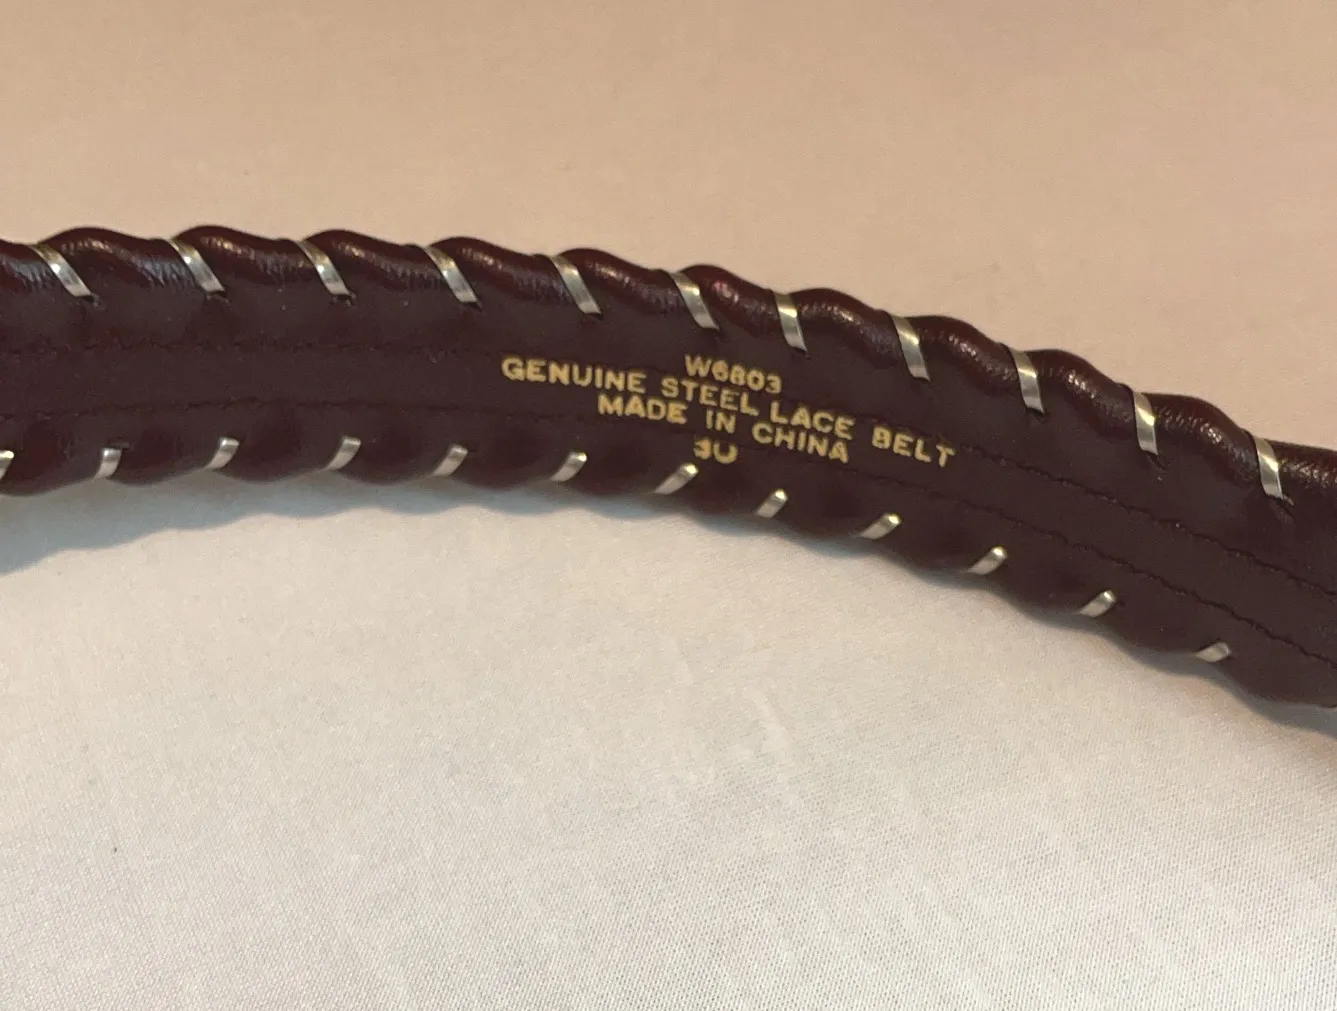 W6803
GENUINE STEEL LACE BELT
MADE IN CHINA
30